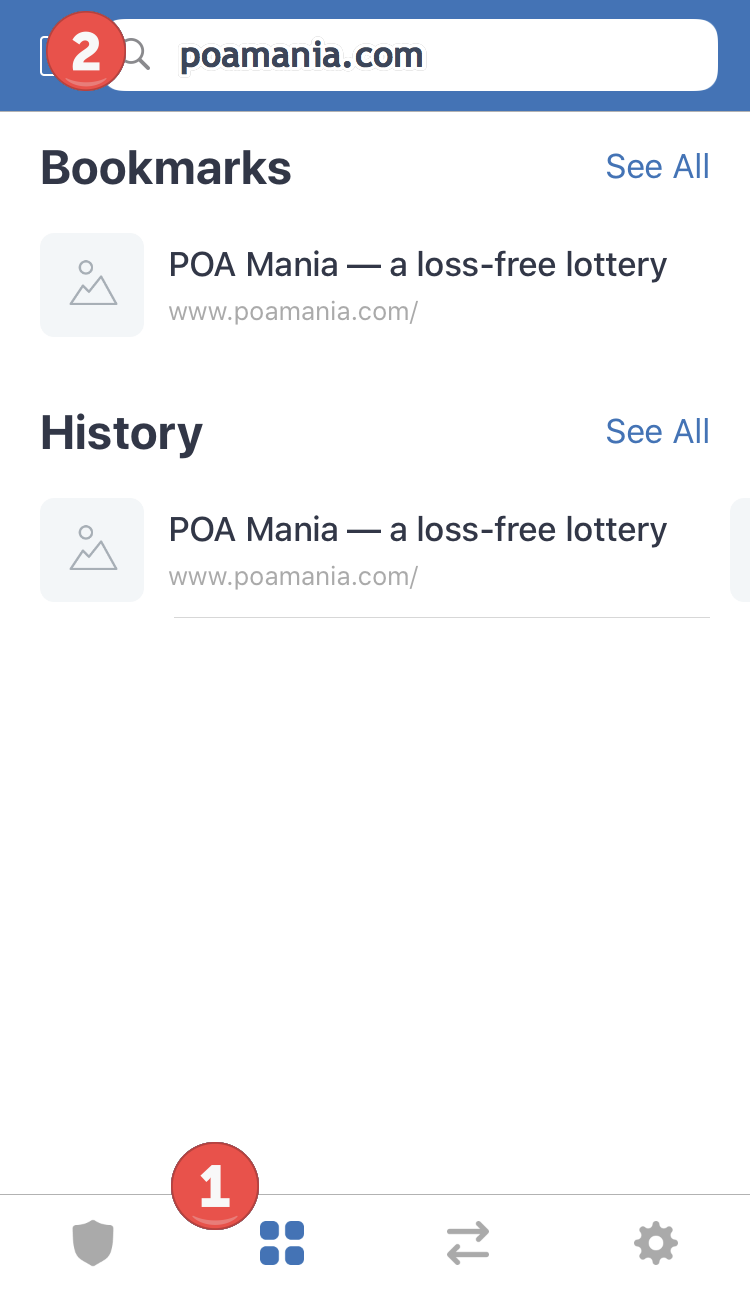 2
poamania.com
Bookmarks
See All
POA Mania — a loss-free lottery
www.poamania.com/
History
See All
POA Mania — a loss-free lottery
www.poamania.com/
1